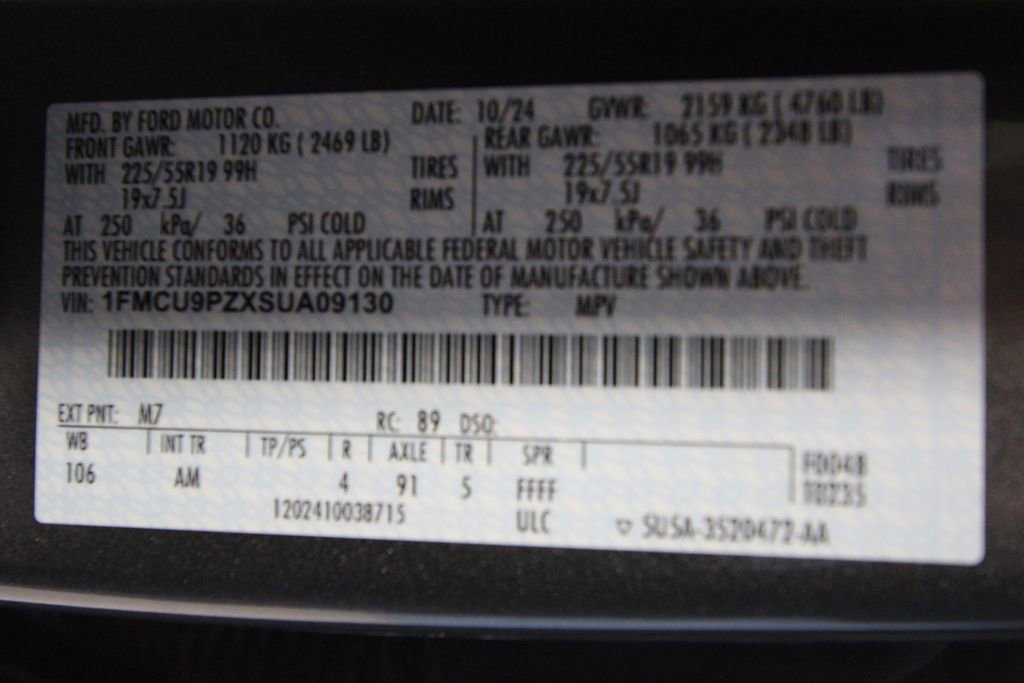 MFD. BY FORD MOTOR CO. DATE: 10/24 GVWR: 2159 KG ( 4760 LB)
FRONT GAWR: 1120 KG ( 2469 LB) REAR GAWR: 1065 KG ( 2348 LB)
WITH 225/55R19 99H TIRES WITH 225/55R19 99H TIRES
19x7.5J RIMS 19x7.5J RIMS
AT 250 kPa/ 36 PSI COLD AT 250 kPa/ 36 PSI COLD
THIS VEHICLE CONFORMS TO ALL APPLICABLE FEDERAL MOTOR VEHICLE SAFETY AND THEFT
PREVENTION STANDARDS IN EFFECT ON THE DATE OF MANUFACTURE SHOWN ABOVE.
VIN: 1FMCU9PZXSUA09130 TYPE: MPV
EXT PNT: M7 RC: 89 DSO:
WB INT TR TP/PS R AXLE TR SPR
106 AM 4 91 5 FFFF
1202410038715 ULC